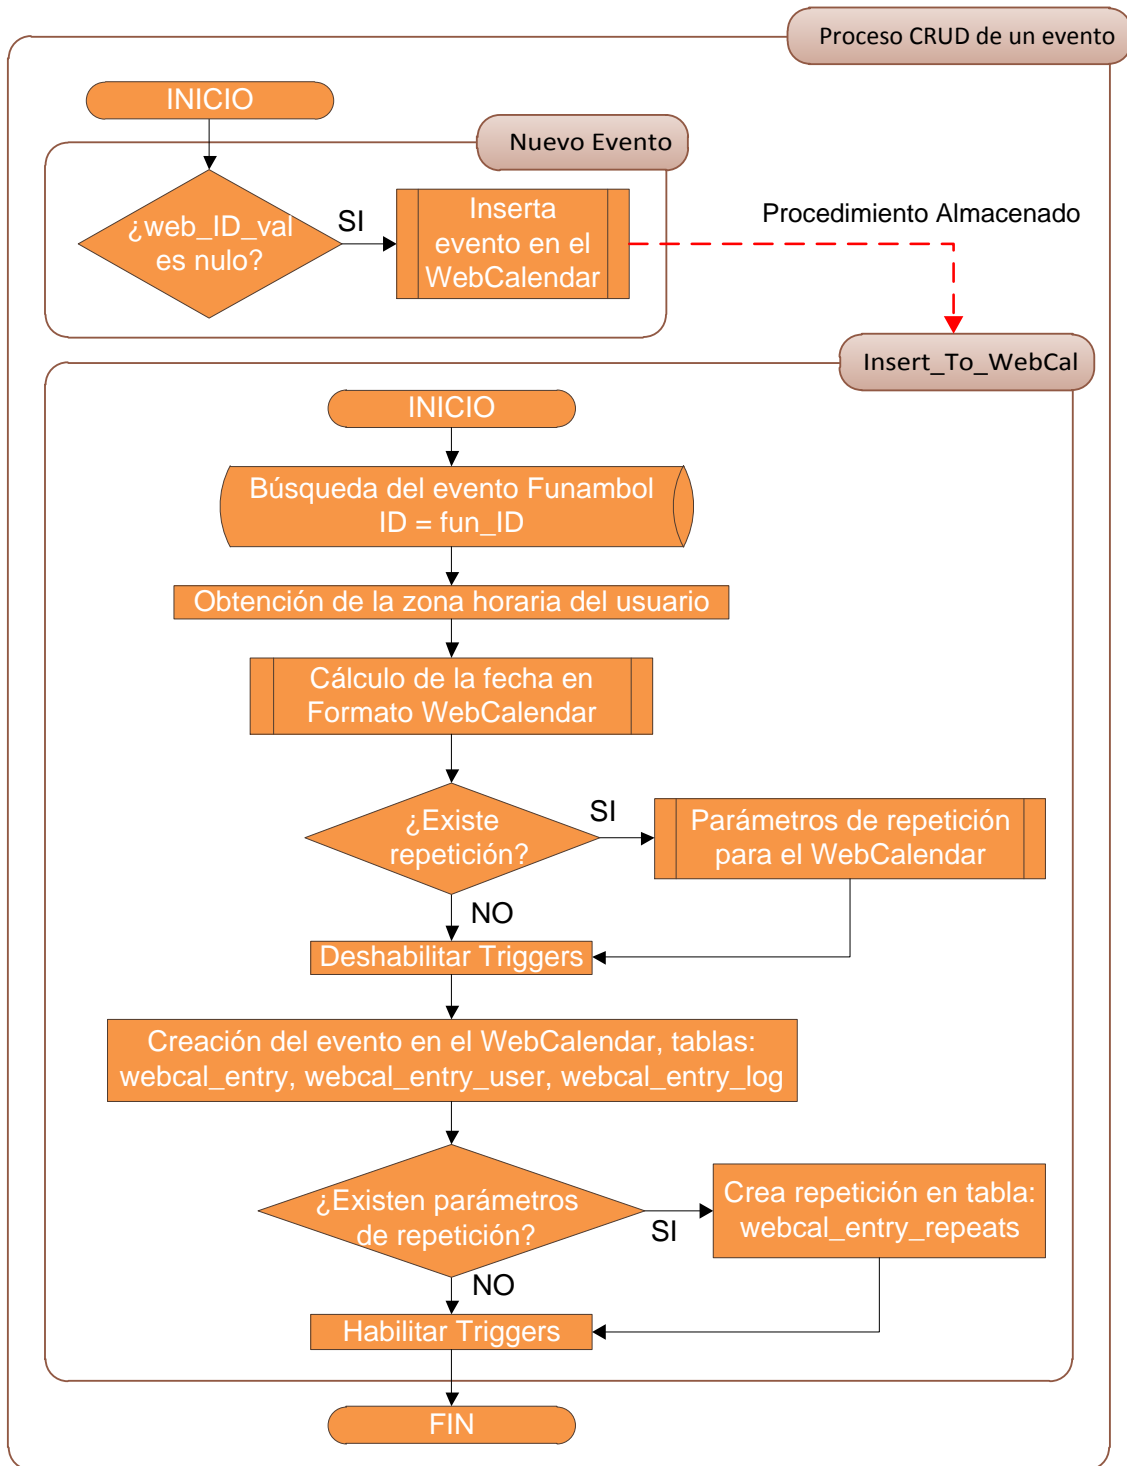 Proceso CRUD de un evento
INICIO
Nuevo Evento
¿web_ID_val
es nulo?
SI
Inserta
evento en el
WebCalendar
Procedimiento Almacenado
Insert_To_WebCal
INICIO
Búsqueda del evento Funambol
ID = fun_ID
Obtención de la zona horaria del usuario
Cálculo de la fecha en
Formato WebCalendar
¿Existe
repetición?
SI
Parámetros de repetición
para el WebCalendar
NO
Deshabilitar Triggers
Creación del evento en el WebCalendar, tablas:
webcal_entry, webcal_entry_user, webcal_entry_log
¿Existen parámetros
de repetición?
SI
Crea repetición en tabla:
webcal_entry_repeats
NO
Habilitar Triggers
FIN